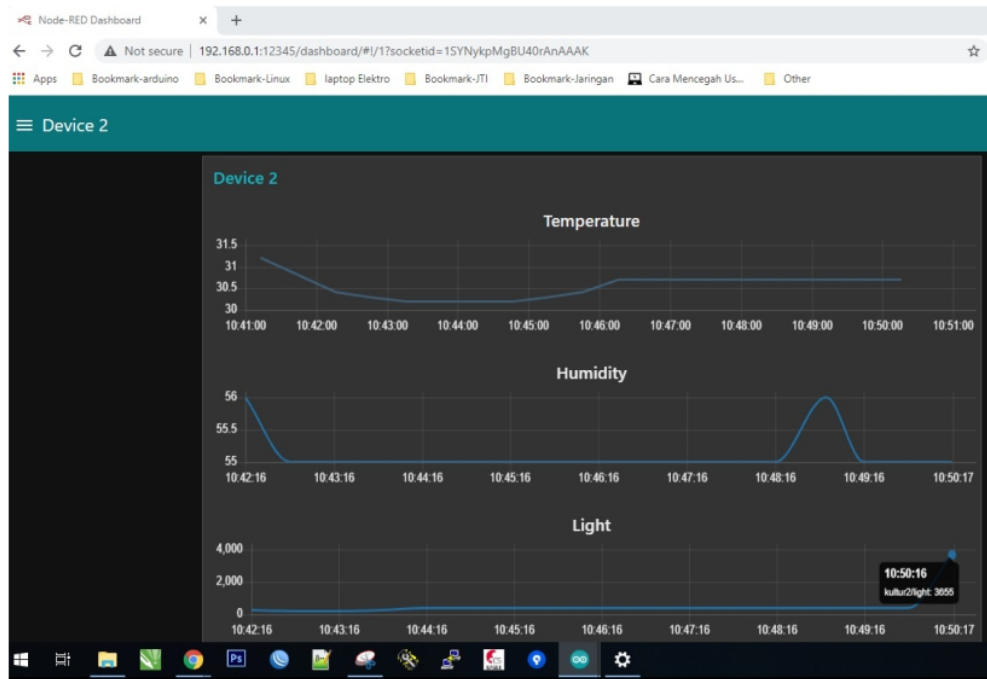 Node-RED Dashboard
Not secure | 192.168.0.1:12345/dashboard/#!/1?socketid=1SYNykpMgBU40rAnAAAK
Apps Bookmark-arduino Bookmark-Linux laptop Elektro Bookmark-JTI Bookmark-Jaringan Cara Mencegah Us... Other
Device 2
Device 2
Temperature
31.5
31
30.5
30
10:41:00 10:42:00 10:43:00 10:44:00 10:45:00 10:46:00 10:47:00 10:48:00 10:49:00 10:50:00 10:51:00
Humidity
56
55.5
55
10:42:16 10:43:16 10:44:16 10:45:16 10:46:16 10:47:16 10:48:16 10:49:16 10:50:17
Light
4,000
10:50:16
2,000
kultur2/light: 3655
0
10:42:16 10:43:16 10:44:16 10:45:16 10:46:16 10:47:16 10:48:16 10:49:16 10:50:17
Ps